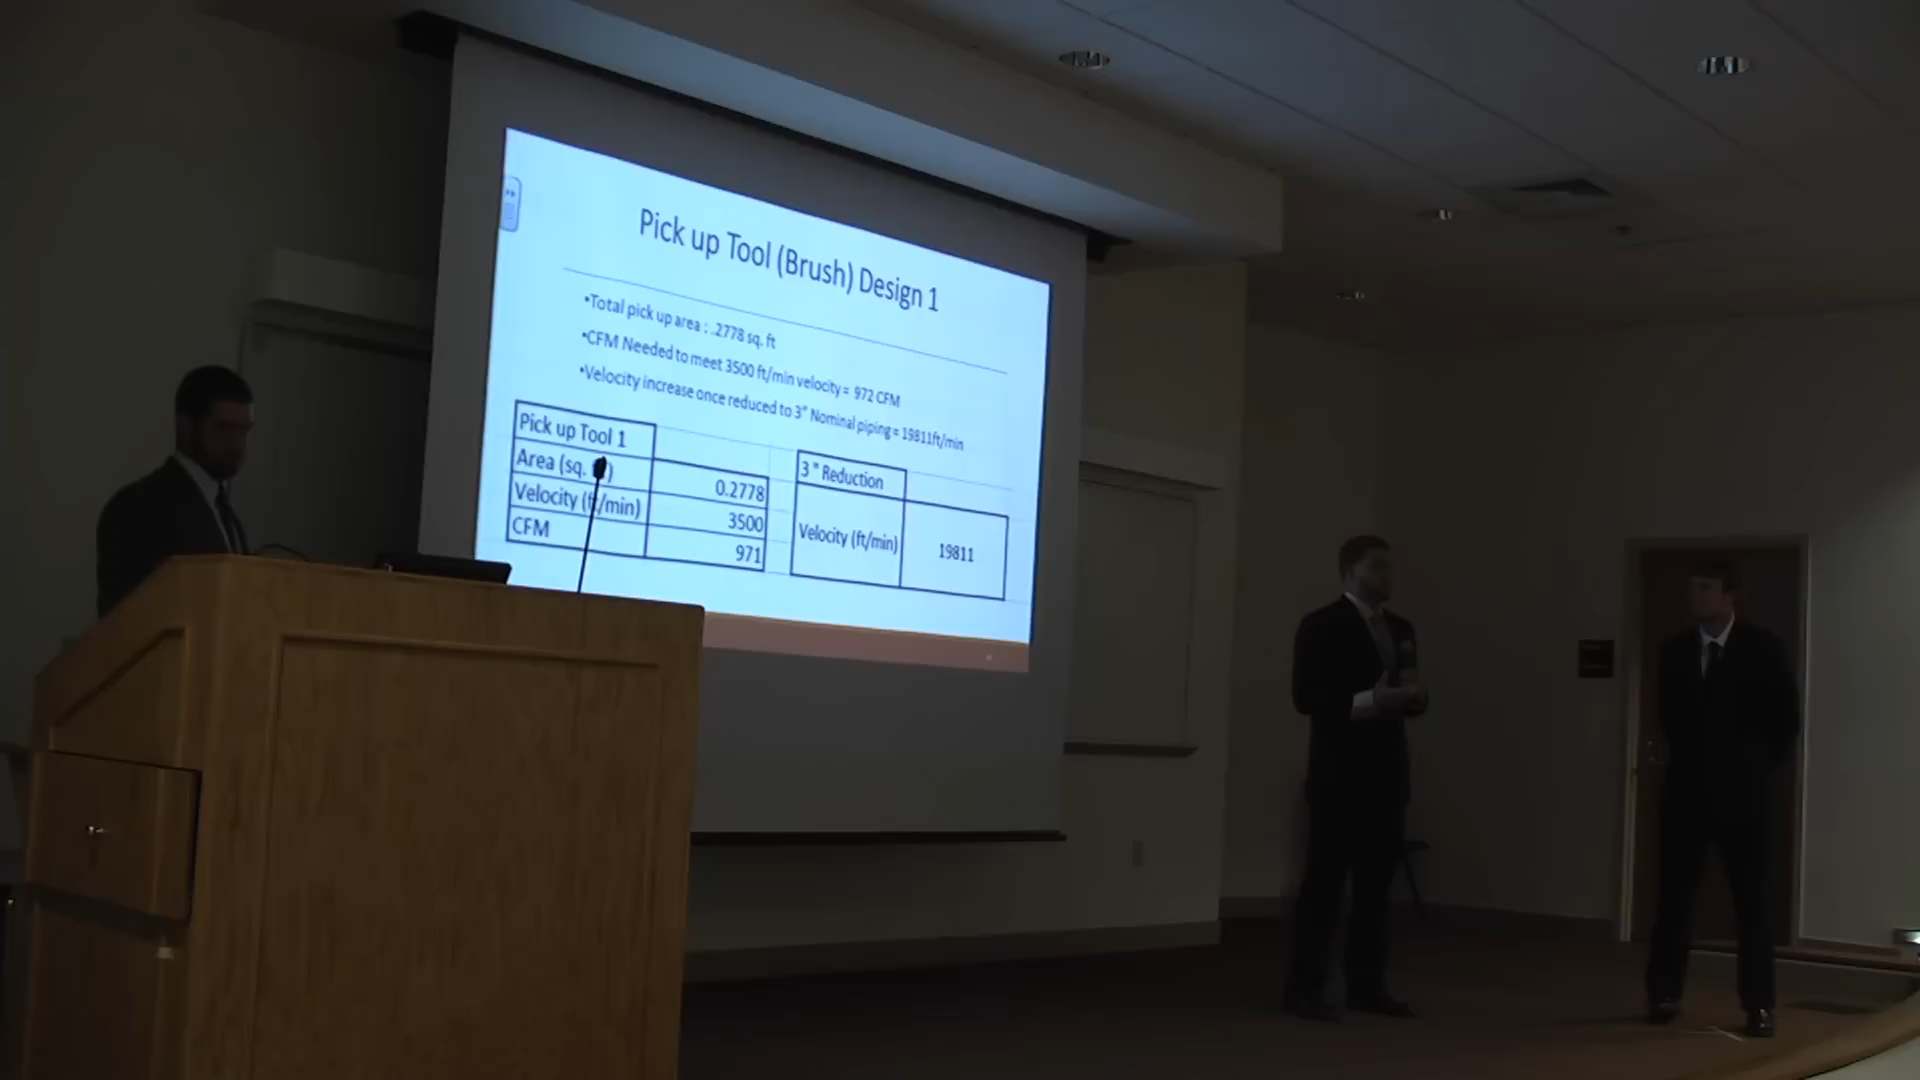 Pick up Tool (Brush) Design 1
•Total pick up area : .2778 sq. ft
•CFM Needed to meet 3500 ft/min velocity = 972 CFM
•Velocity increase once reduced to 3" Nominal piping = 19811ft/min
Pick up Tool 1
Area (sq. 0.2778
Velocity (ft/min) 3500
CFM 971
3 " Reduction
Velocity (ft/min) 19811